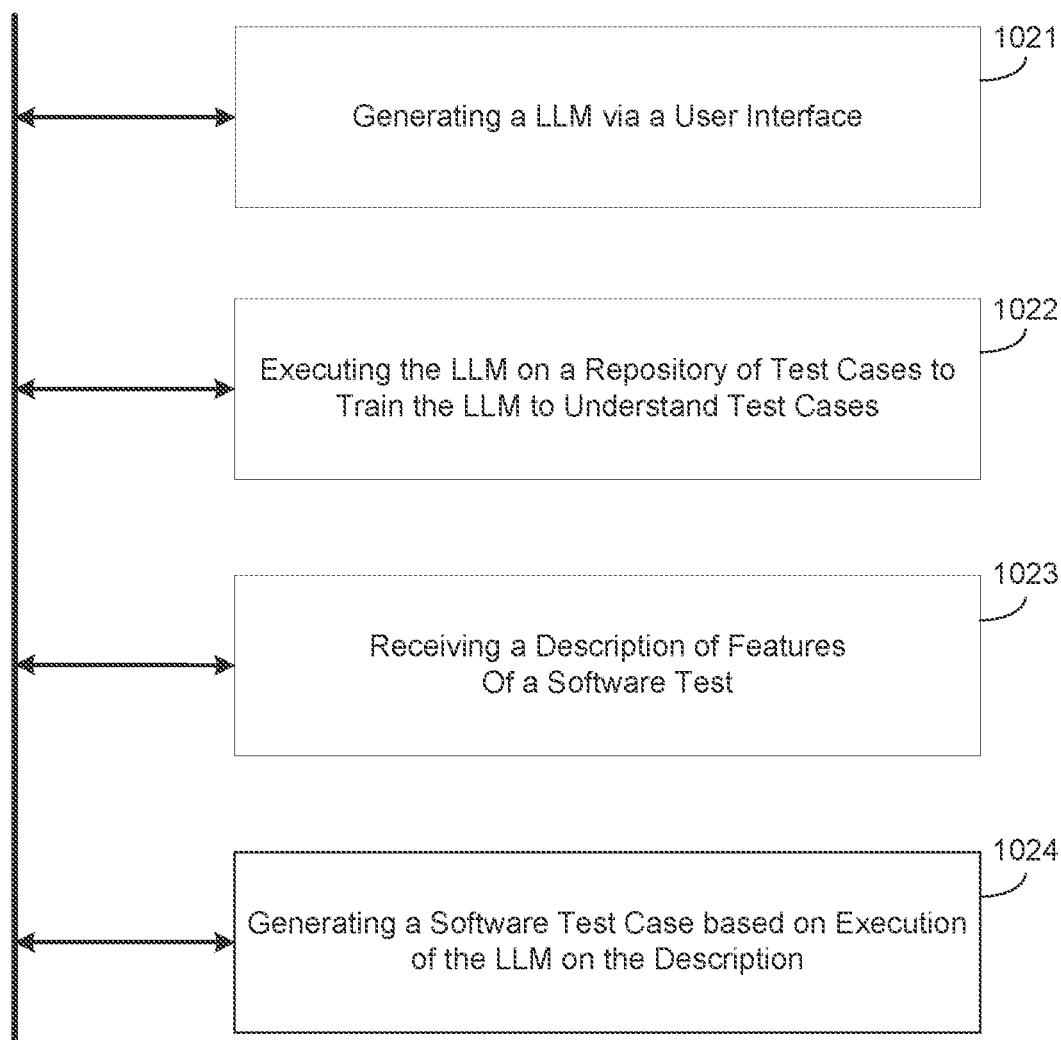 1021
Generating a LLM via a User Interface
1022
Executing the LLM on a Repository of Test Cases to
Train the LLM to Understand Test Cases
1023
Receiving a Description of Features
Of a Software Test
1024
Generating a Software Test Case based on Execution
of the LLM on the Description